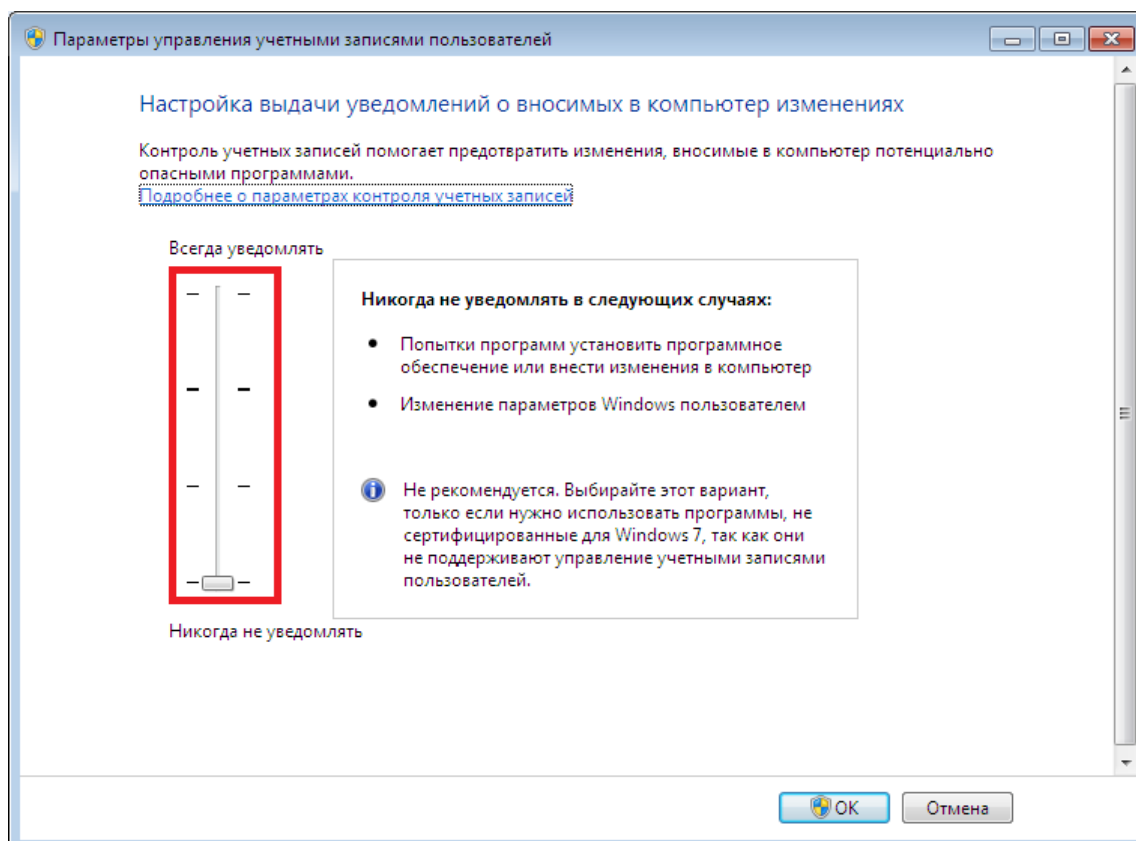 Параметры управления учетными записями пользователей
Настройка выдачи уведомлений о вносимых в компьютер изменениях
Контроль учетных записей помогает предотвратить изменения, вносимые в компьютер потенциально
опасными программами.
Подробнее о параметрах контроля учетных записей
Всегда уведомлять
Никогда не уведомлять в следующих случаях:
Попытки программ установить программное
обеспечение или внести изменения в компьютер
Изменение параметров Windows пользователем
Не рекомендуется. Выбирайте этот вариант,
только если нужно использовать программы, не
сертифицированные для Windows 7, так как они
не поддерживают управление учетными записями
пользователей.
Никогда не уведомлять
OK
Отмена